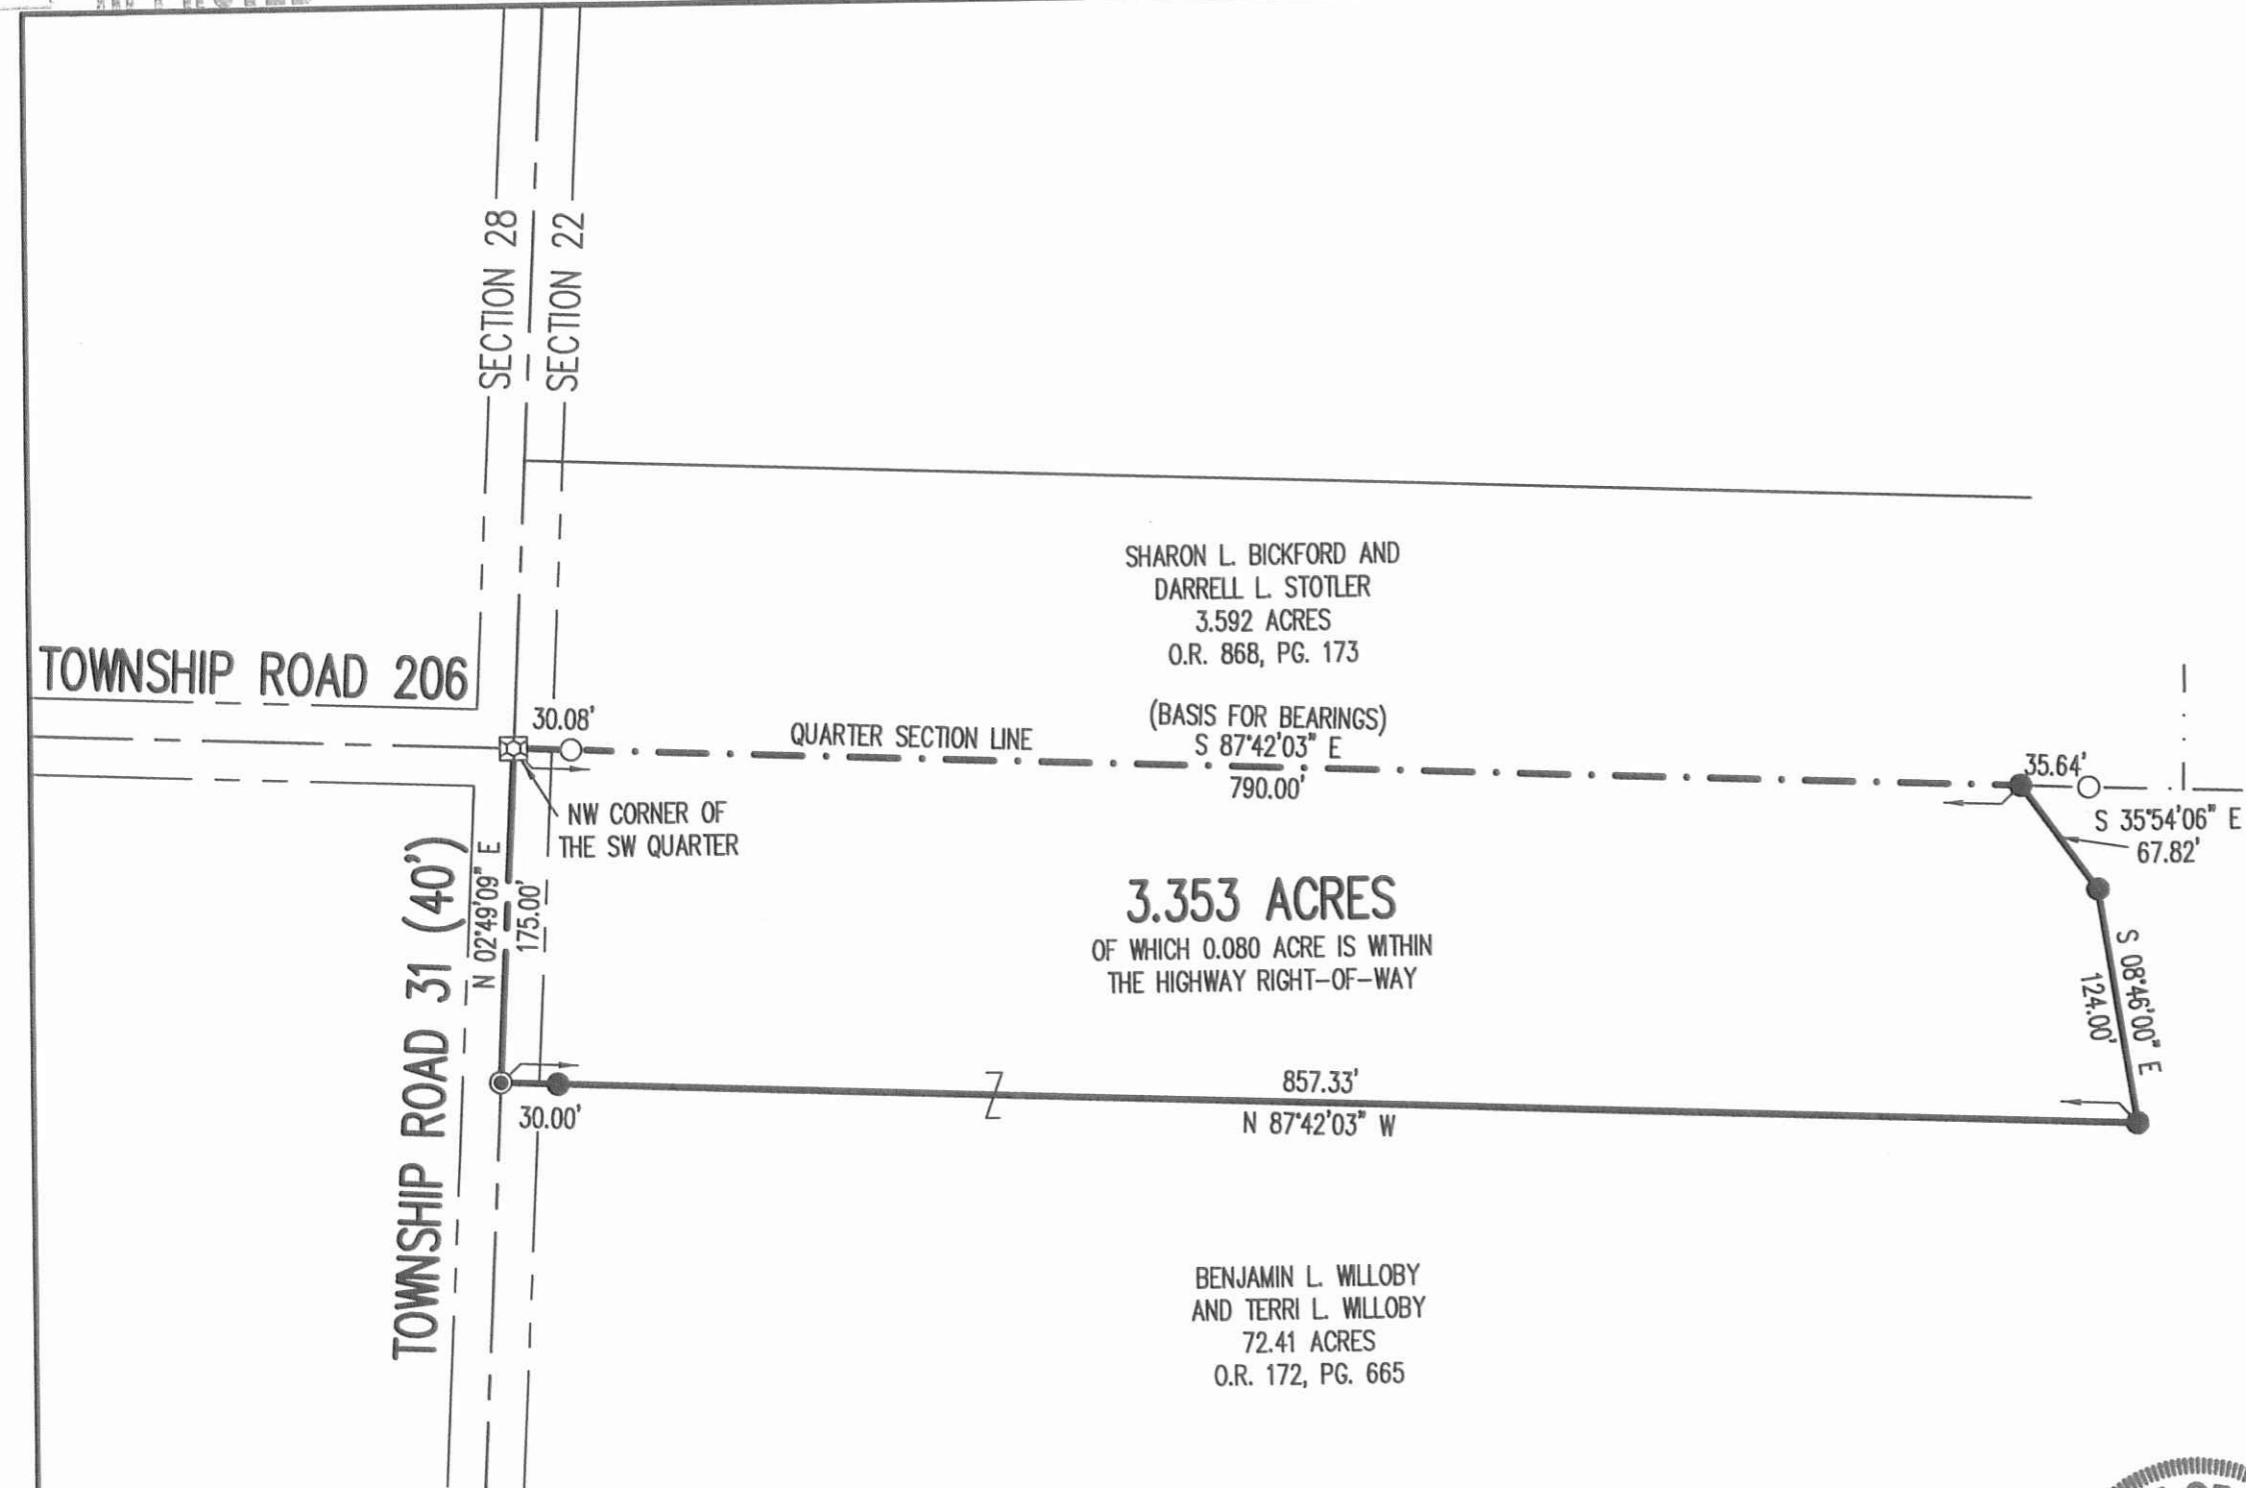 SECTION 28
SECTION 22
SHARON L. BICKFORD AND
DARRELL L. STOTLER
3.592 ACRES
O.R. 868, PG. 173
TOWNSHIP ROAD 206
30.08'
QUARTER SECTION LINE
(BASIS FOR BEARINGS)
S 87°42'03" E
790.00'
35.64'
S 35°54'06" E
67.82'
NW CORNER OF
THE SW QUARTER
TOWNSHIP ROAD 31 (40')
N 02°49'09" E
175.00'
3.353 ACRES
OF WHICH 0.080 ACRE IS WITHIN
THE HIGHWAY RIGHT-OF-WAY
S 08°46'00" E
124.00'
30.00'
857.33'
N 87°42'03" W
BENJAMIN L. WILLOBY
AND TERRI L. WILLOBY
72.41 ACRES
O.R. 172, PG. 665